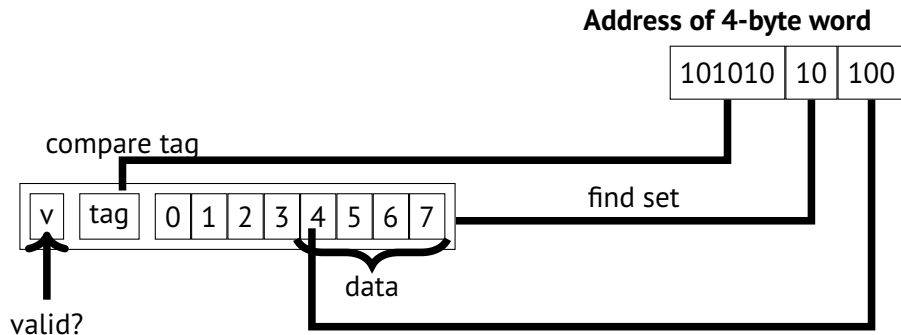 Address of 4-byte word
101010 10 100
compare tag
v tag 0 1 2 3 4 5 6 7
find set
data
valid?